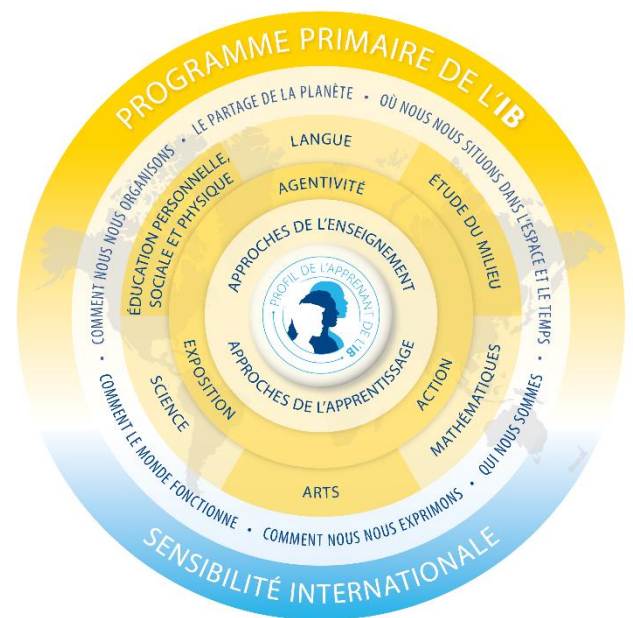 PROGRAMME PRIMAIRE DE L'IB
COMMENT NOUS NOUS ORGANISONS • LE PARTAGE DE LA PLANÈTE • OÙ NOUS NOUS SITUONS DANS L'ESPACE ET LE TEMPS •
LANGUE
ÉTUDE DU MILIEU
ÉDUCATION PERSONNELLE,
SOCIALE ET PHYSIQUE
AGENTIVITÉ
APPROCHES DE L'ENSEIGNEMENT
PROFIL DE L'APPRENANT DE L'IB
APPROCHES DE L'APPRENTISSAGE
EXPOSITION
ACTION
SCIENCE
MATHÉMATIQUES
ARTS
• COMMENT LE MONDE FONCTIONNE • COMMENT NOUS NOUS EXPRIMONS • QUI NOUS SOMMES
SENSIBILITÉ INTERNATIONALE